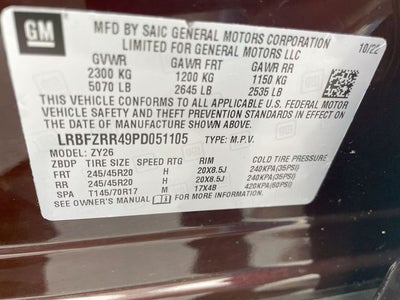 GM
MFD BY SAIC GENERAL MOTORS CORPORATION
LIMITED FOR GENERAL MOTORS LLC
10/22
GVWR GAWR FRT GAWR RR
2300 KG 1200 KG 1150 KG
5070 LB 2645 LB 2535 LB
THIS VEHICLE CONFORMS TO ALL APPLICABLE U.S. FEDERAL MOTOR
VEHICLE SAFETY AND THEFT PREVENTION STANDARDS IN EFFECT
ON THE DATE OF MANUFACTURE SHOWN ABOVE.
LRBFZRR49PD051105 TYPE: M.P.V.
MODEL: ZY26
ZBDP TIRE SIZE SPEED RTG RIM COLD TIRE PRESSURE
FRT 245/45R20 H 20X8.5J 240KPA(35PSI)
RR 245/45R20 H 20X8.5J 240KPA(35PSI)
SPA T145/70R17 M 17X4B 420KPA(60PSI)
SEE OWNER'S MANUAL FOR MORE INFORMATION.